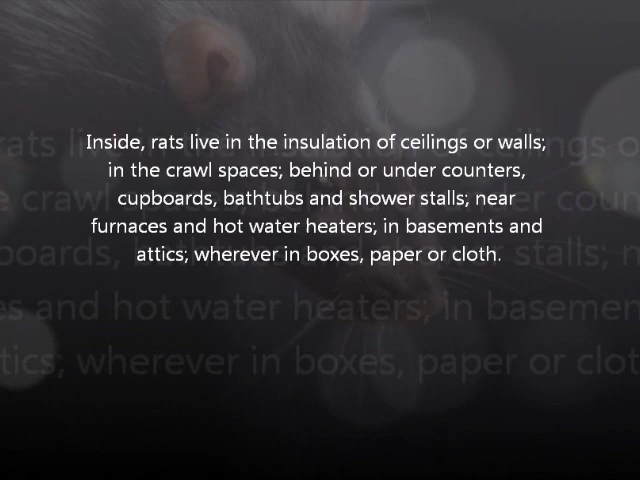 Inside, rats live in the insulation of ceilings or walls;
in the crawl spaces; behind or under counters,
cupboards, bathtubs and shower stalls; near
furnaces and hot water heaters; in basements and
attics; wherever in boxes, paper or cloth.